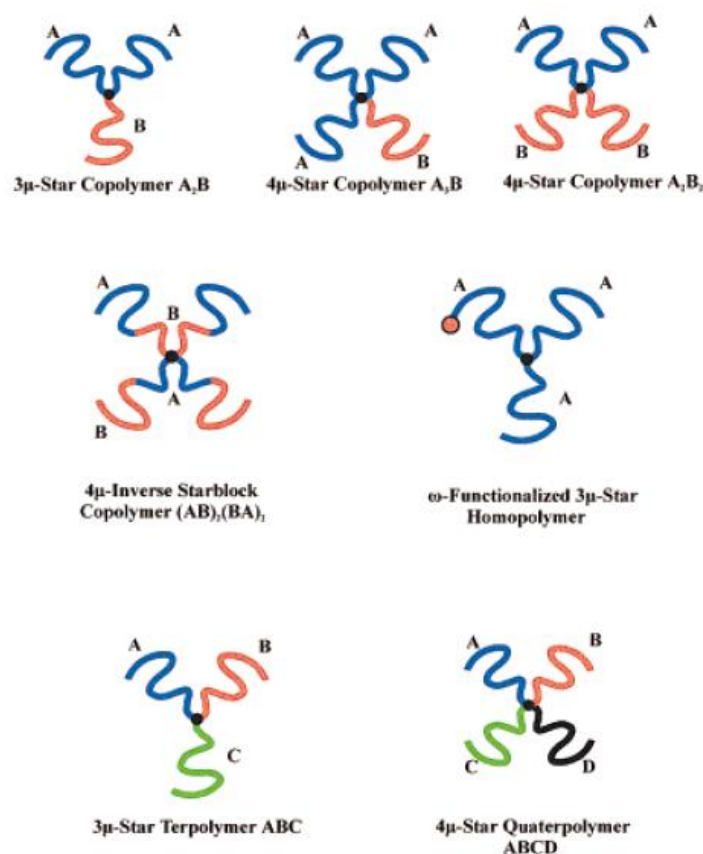 A A A A A A
B A B B B
3μ-Star Copolymer A₂B 4μ-Star Copolymer A₃B 4μ-Star Copolymer A₂B₂
A B A A
B A A
4μ-Inverse Starblock
Copolymer (AB)₂(BA)₂
ω-Functionalized 3μ-Star
Homopolymer
A B A B
C C D
3μ-Star Terpolymer ABC
4μ-Star Quaterpolymer
ABCD